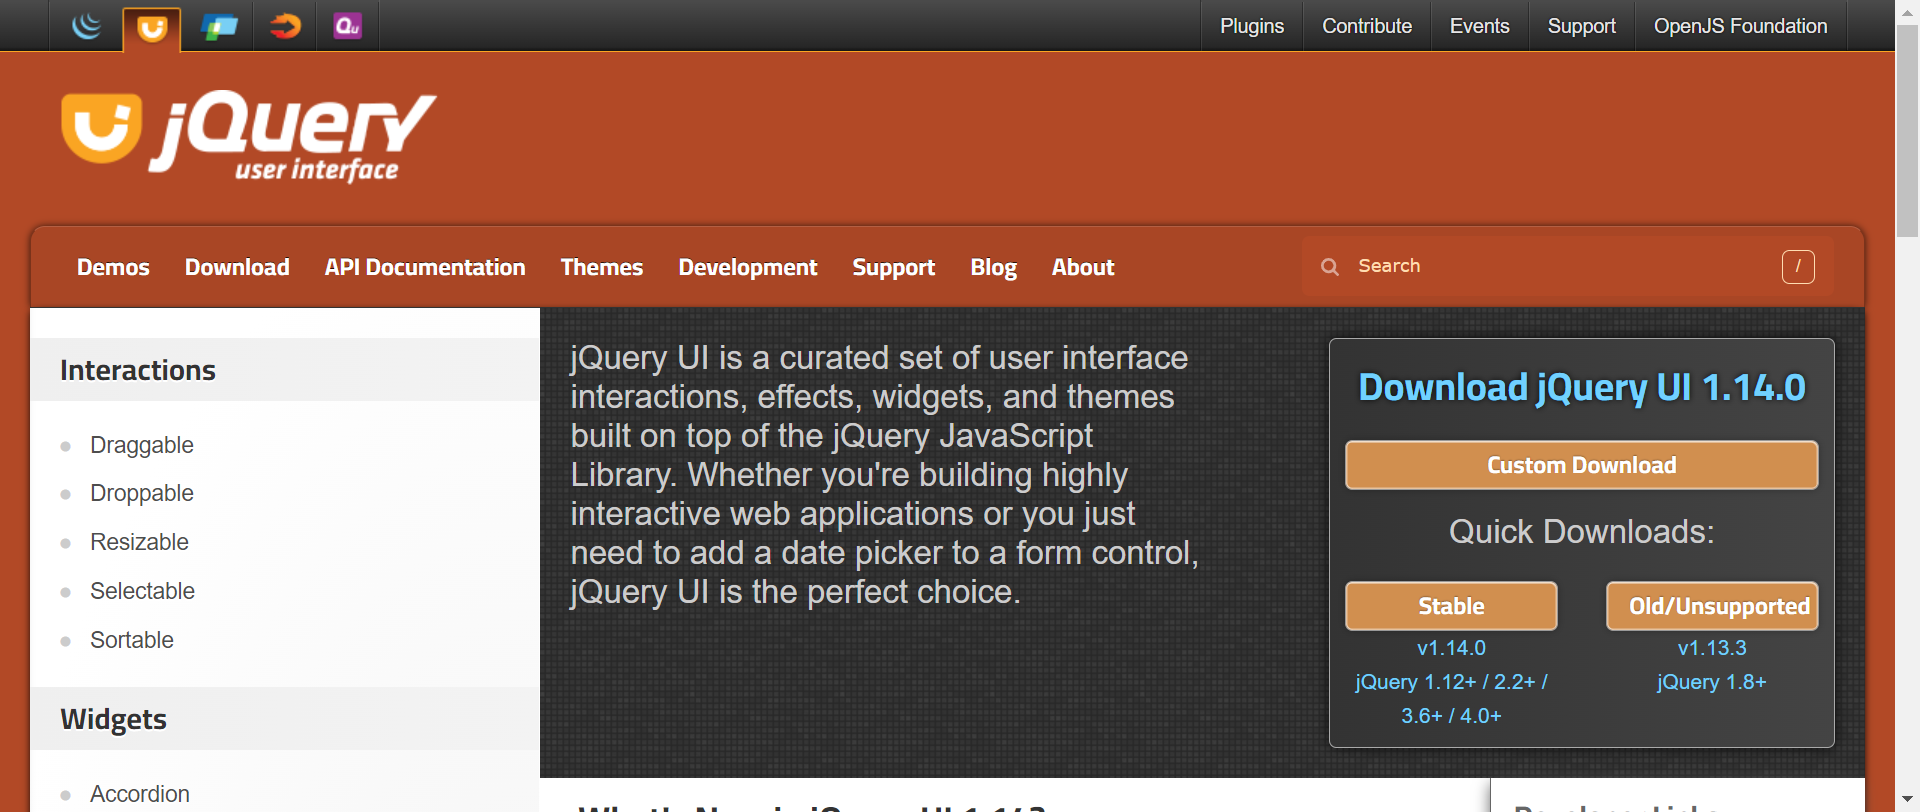 Qu
Plugins
Contribute
Events
Support
OpenJS Foundation
jQuery
user interface
Demos
Download
API Documentation
Themes
Development
Support
Blog
About
Search
/
Interactions
Draggable
Droppable
Resizable
Selectable
Sortable
Widgets
Accordion
jQuery UI is a curated set of user interface
interactions, effects, widgets, and themes
built on top of the jQuery JavaScript
Library. Whether you're building highly
interactive web applications or you just
need to add a date picker to a form control,
jQuery UI is the perfect choice.
Download jQuery UI 1.14.0
Custom Download
Quick Downloads:
Stable
v1.14.0
jQuery 1.12+ / 2.2+ /
3.6+ / 4.0+
Old/Unsupported
v1.13.3
jQuery 1.8+